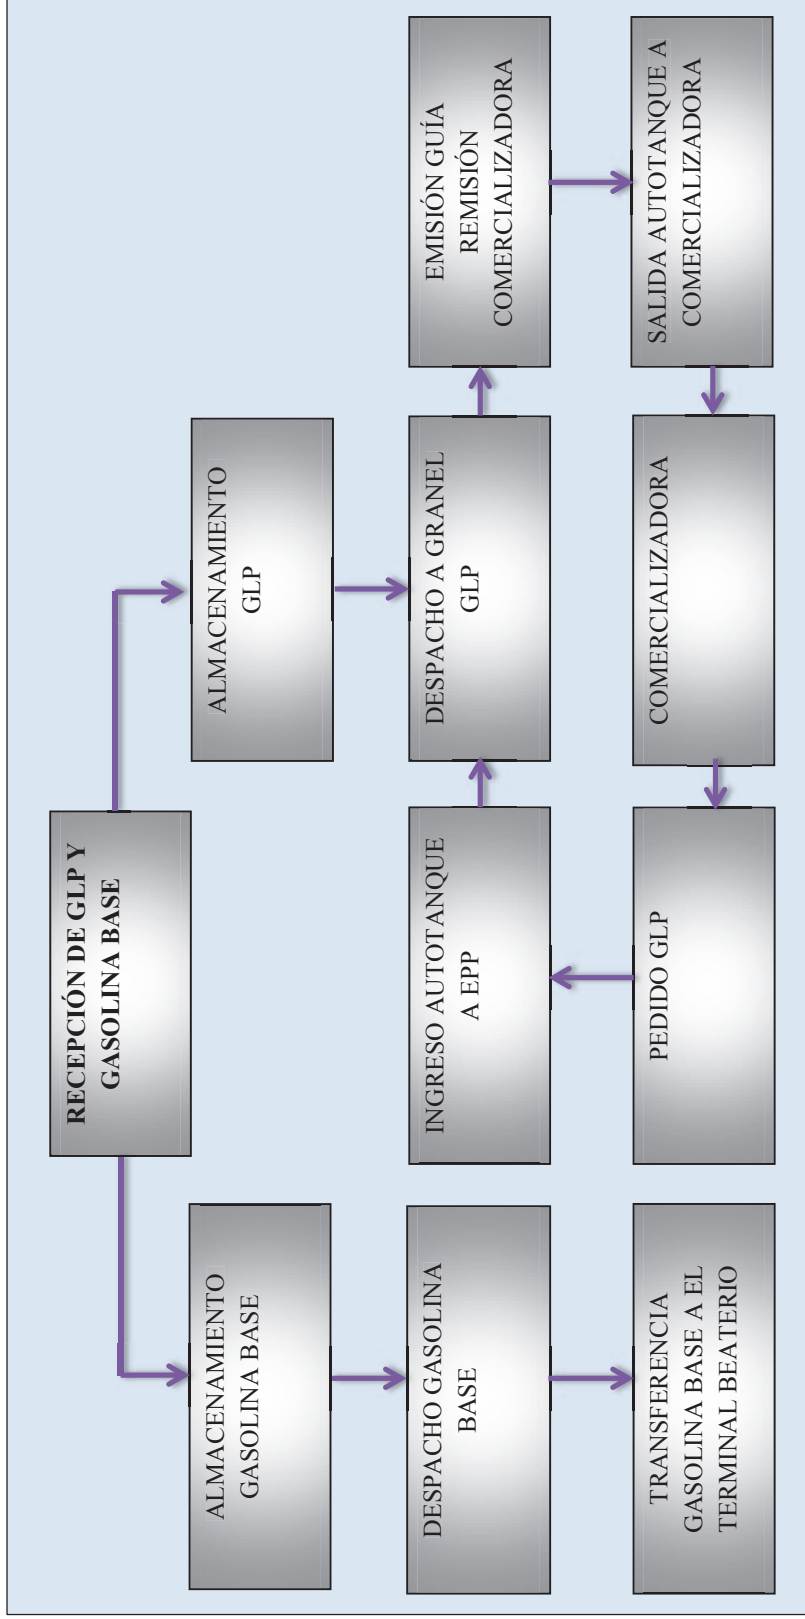 RECEPCIÓN DE GLP Y
GASOLINA BASE
ALMACENAMIENTO
GASOLINA BASE
ALMACENAMIENTO
GLP
DESPACHO GASOLINA
BASE
INGRESO AUTOTANQUE
A EPP
DESPACHO A GRANEL
GLP
EMISIÓN GUÍA
REMISIÓN
COMERCIALIZADORA
TRANSFERENCIA
GASOLINA BASE A EL
TERMINAL BEATERIO
PEDIDO GLP
COMERCIALIZADORA
SALIDA AUTOTANQUE A
COMERCIALIZADORA